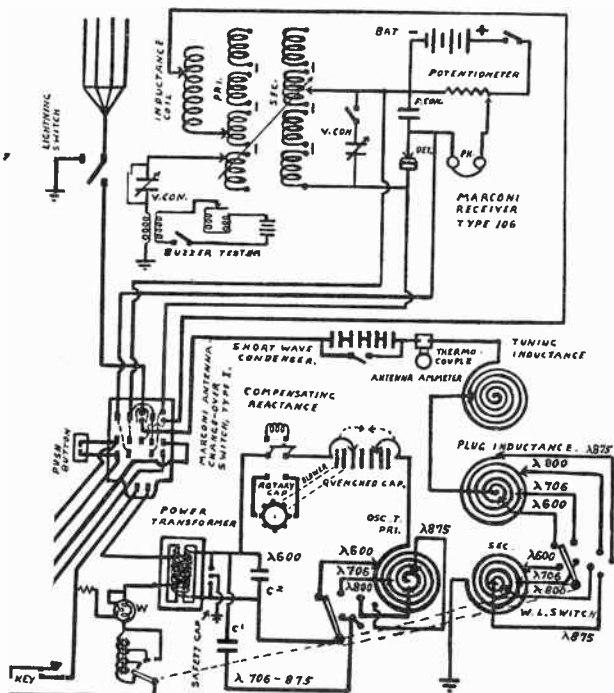 BAT - +
POTENTIOMETER
INDUCTANCE
COIL
PRI.
SEC.
LIGHTNING
SWITCH
V.CON
P.CON.
DET.
PH.
V.CON.
MARCONI
RECEIVER
TYPE 106
BUZZER TESTER
SHORT WAVE
CONDENSER.
THERMO-
COUPLE
ANTENNA AMMETER
TUNING
INDUCTANCE
MARCONI ANTENNA
CHANGE-OVER
SWITCH, TYPE I.
COMPENSATING
REACTANCE
PUSH
BUTTON
ROTARY
GAP
BLOWER
QUENCHED GAP.
PLUG INDUCTANCE. λ875
λ800
λ706
λ600
POWER
TRANSFORMER
OSC. T.
PRI.
λ875
λ600
λ706
λ800
SEC.
λ600
λ706
λ800
W.L. SWITCH
λ875
λ600
C²
W
SAFETY GAP
C¹
λ 706-875
KEY